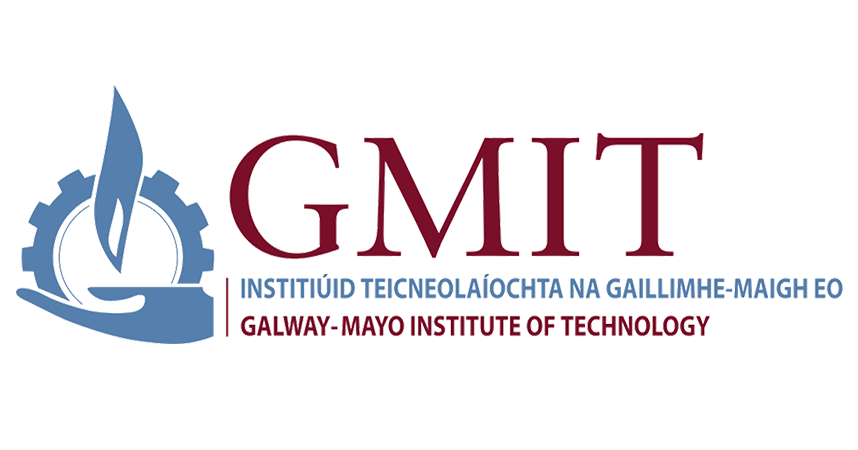 GMIT
INSTITIÚID TEICNEOLAÍOCHTA NA GAILLIMHE-MAIGH EO
GALWAY-MAYO INSTITUTE OF TECHNOLOGY